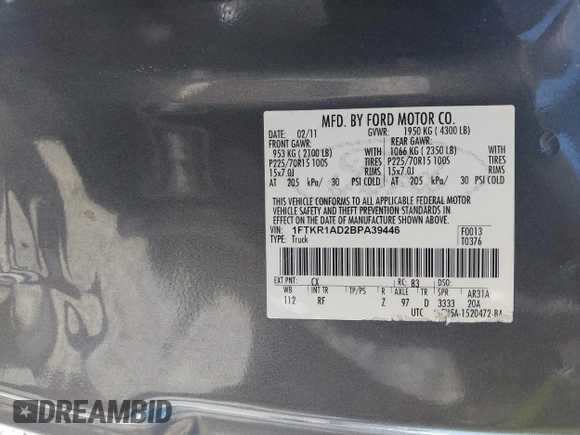 MFD. BY FORD MOTOR CO.
DATE: 02/11 GVWR: 1950 KG ( 4300 LB)
FRONT GAWR: REAR GAWR:
953 KG ( 2100 LB) WITH 1066 KG ( 2350 LB) WITH
P225/70R15 100S TIRES P225/70R15 100S TIRES
15x7.0J RIMS 15x7.0J RIMS
AT 205 kPa/ 30 PSI COLD AT 205 kPa/ 30 PSI COLD
THIS VEHICLE CONFORMS TO ALL APPLICABLE FEDERAL MOTOR
VEHICLE SAFETY AND THEFT PREVENTION STANDARDS IN
EFFECT ON THE DATE OF MANUFACTURE SHOWN ABOVE.
VIN: 1FTKR1AD2BPA39446 F0013
TYPE: Truck T0376
EXT PNT: CX RC: 83 DSO:
WB INT TR TP/PS R AXLE TR SPR AR31A
112 RF Z 97 D 3333 20A
UTC 5A-1520472-BA
DREAMBID